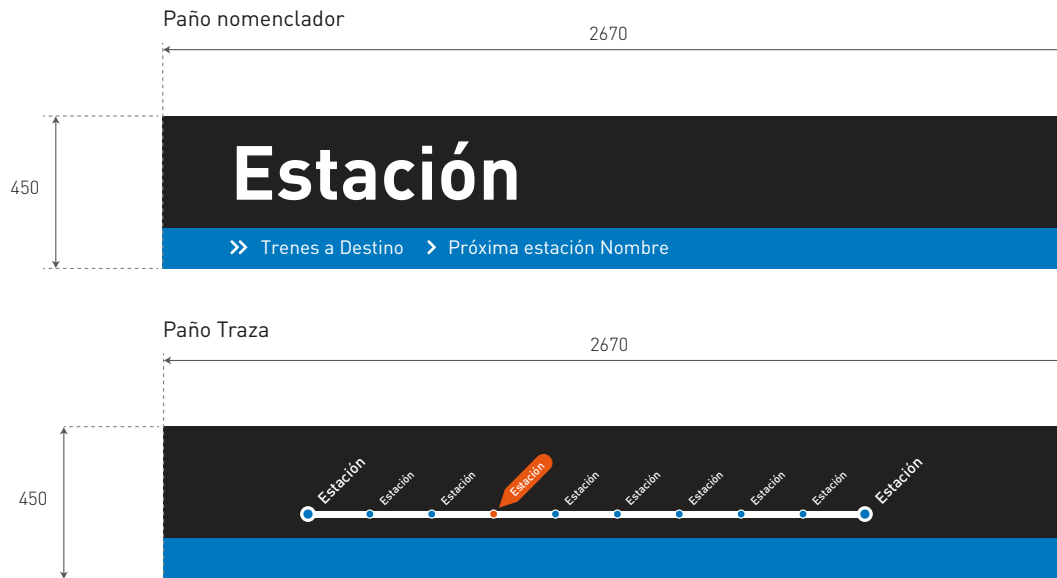 Paño nomenclador
2670
450
Estación
Trenes a Destino Próxima estación Nombre
Paño Traza
2670
450
Estación Estación Estación Estación Estación Estación Estación Estación Estación Estación